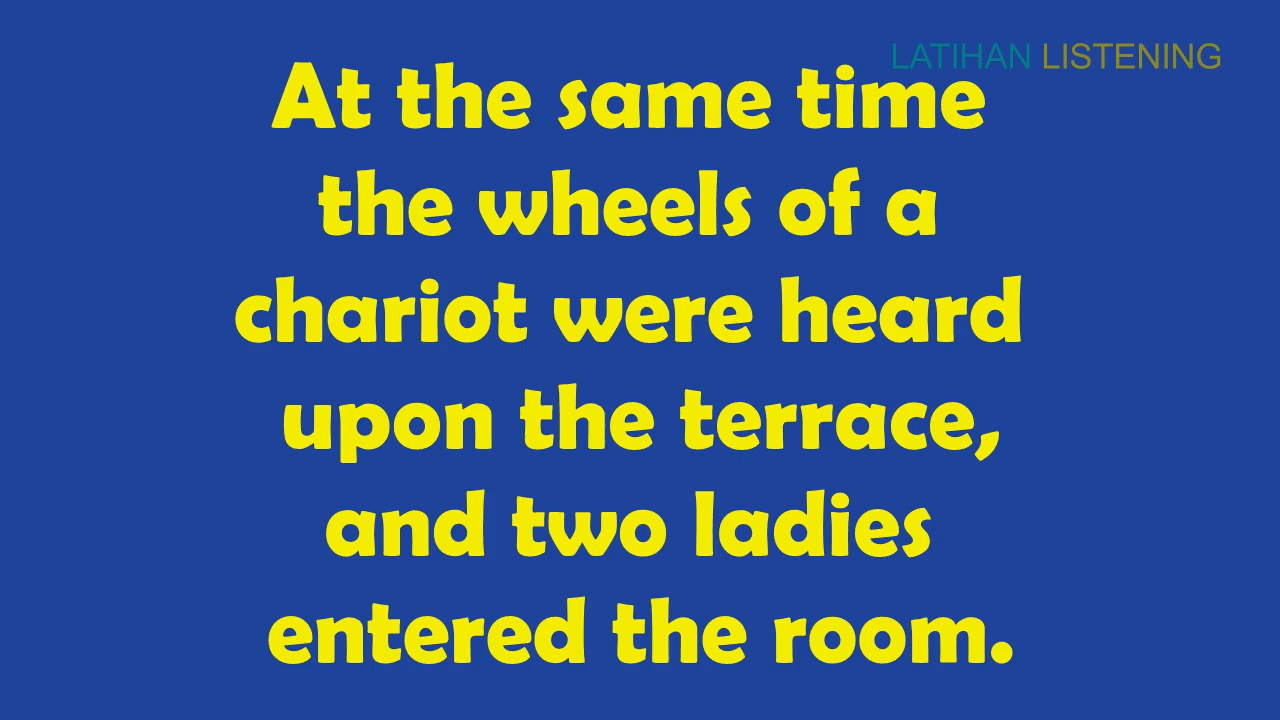 LATIHAN LISTENING
At the same time
the wheels of a
chariot were heard
upon the terrace,
and two ladies
entered the room.